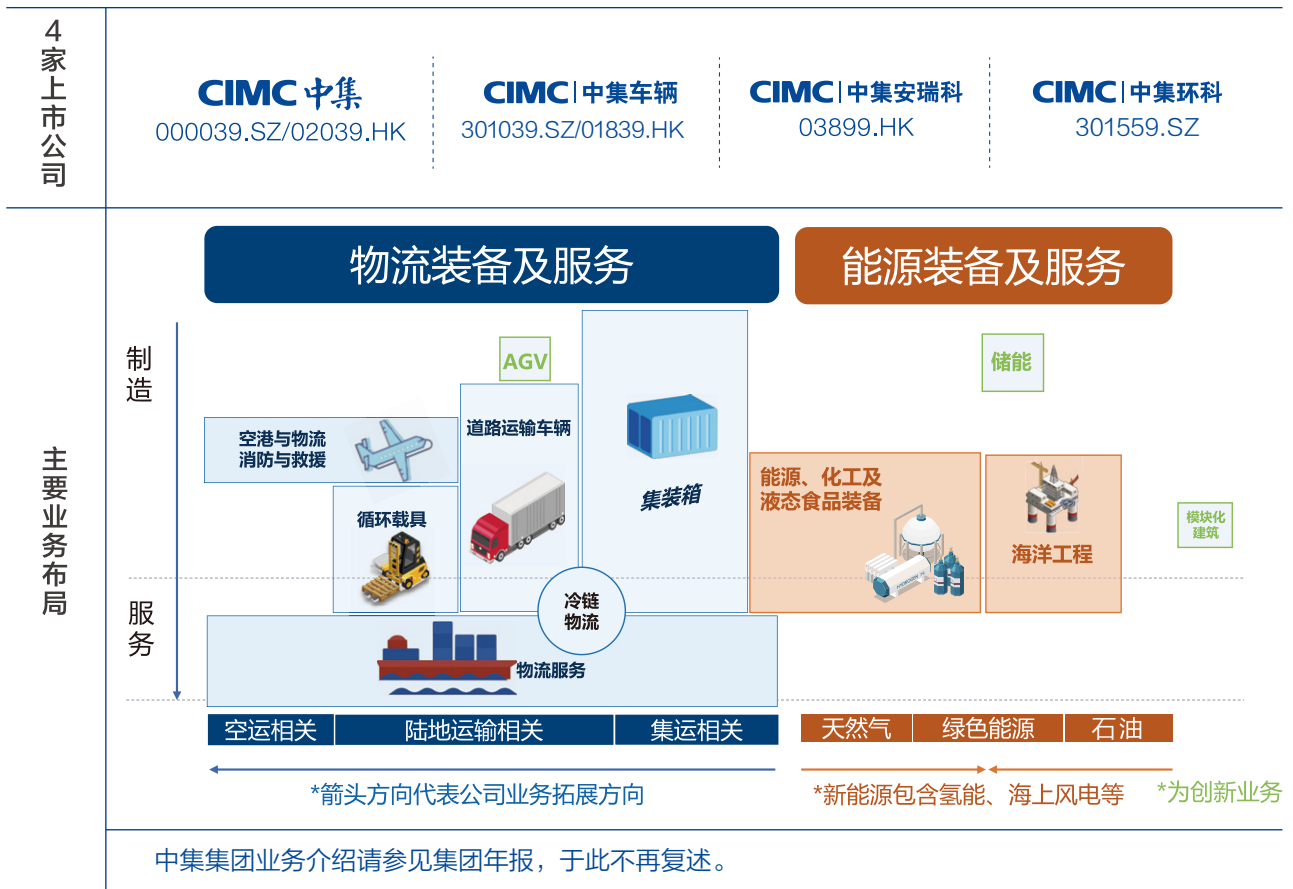 4家上市公司
CIMC 中集
000039.SZ/02039.HK
CIMC 中集车辆
301039.SZ/01839.HK
CIMC 中集安瑞科
03899.HK
CIMC 中集环科
301559.SZ
主要业务布局
物流装备及服务
能源装备及服务
制造
服务
AGV
储能
空港与物流
消防与救援
道路运输车辆
循环载具
集装箱
能源、化工及
液态食品装备
HYDROGEN H
海洋工程
模块化
建筑
冷链
物流
物流服务
空运相关
陆地运输相关
集运相关
天然气
绿色能源
石油
*箭头方向代表公司业务拓展方向
*新能源包含氢能、海上风电等
*为创新业务
中集集团业务介绍请参见集团年报，于此不再复述。